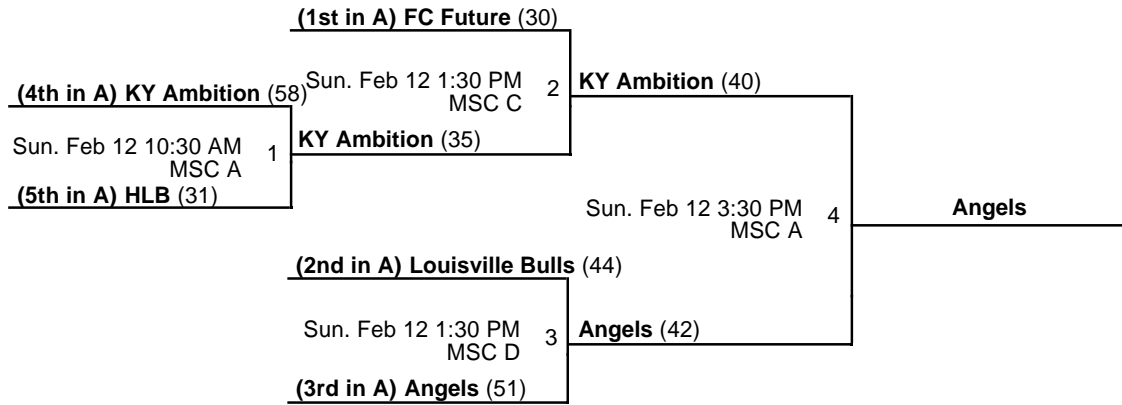 (1st in A) FC Future (30)
Sun. Feb 12 1:30 PM 2 KY Ambition (40)
(4th in A) KY Ambition (58)
MSC C
Sun. Feb 12 10:30 AM 1 KY Ambition (35)
MSC A
(5th in A) HLB (31)
Sun. Feb 12 3:30 PM 4 Angels
MSC A
(2nd in A) Louisville Bulls (44)
Sun. Feb 12 1:30 PM 3 Angels (42)
MSC D
(3rd in A) Angels (51)